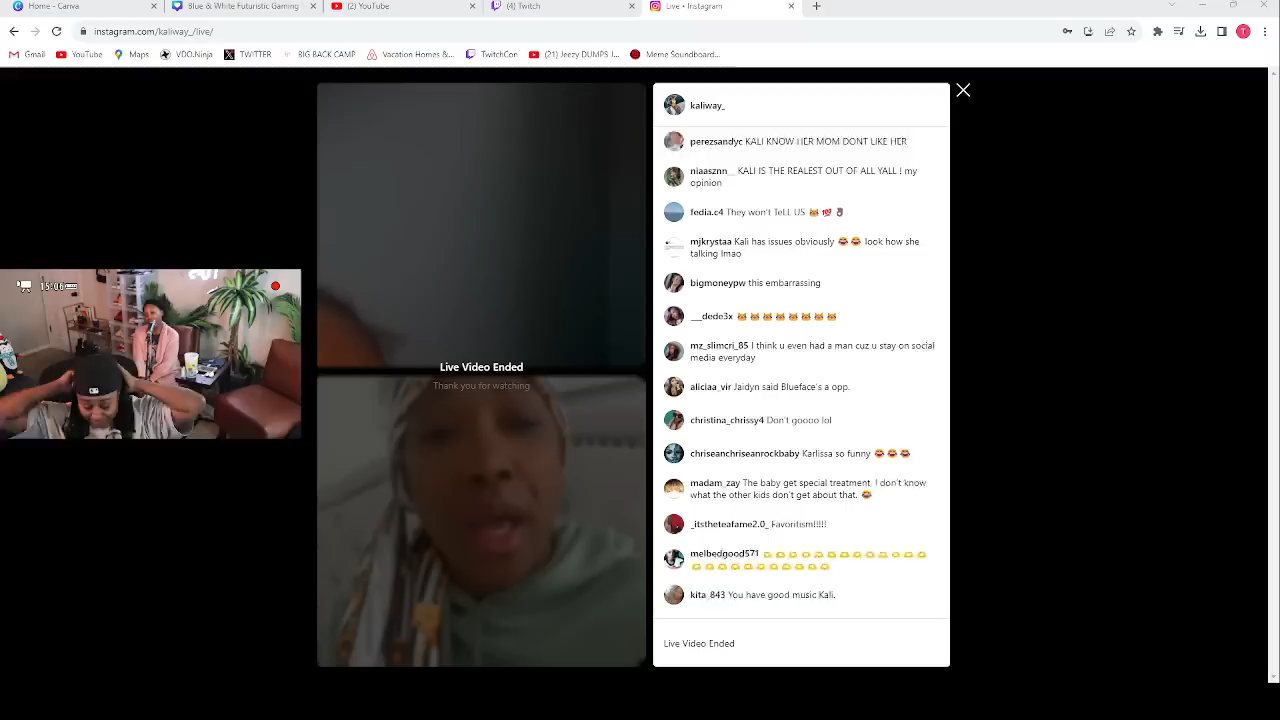 Home - Canva
Blue & White Futuristic Gaming
(2) YouTube
(4) Twitch
Live • Instagram
instagram.com/kaliway_/live/
Gmail
YouTube
Maps
VDO.Ninja
TWITTER
BIG BACK CAMP
Vacation Homes &...
TwitchCon
(21) Jeezy DUMPS J...
Meme Soundboard...
kaliway_
perezsandyc KALI KNOW HER MOM DONT LIKE HER
niaasznn__ KALI IS THE REALEST OUT OF ALL YALL ! my
opinion
fedia.c4 They won't TeLL US 😹 💯
mjkrystaa Kali has issues obviously 😂 😂 look how she
talking lmao
bigmoneypw this embarrassing
___dede3x 😹 😹 😹 😹 😹 😹 😹 😹
mz_slimcri_85 I think u even had a man cuz u stay on social
media everyday
aliciaa_vir Jaidyn said Blueface's a opp.
christina_chrissy4 Don't goooo lol
chriseanchriseanrockbaby Karlissa so funny 😂 😂 😂
madam_zay The baby get special treatment, I don't know
what the other kids don't get about that. 😂
_itstheteafame2.0_ Favoritism!!!!!
melbedgood571
kita_843 You have good music Kali.
Live Video Ended
Live Video Ended
Thank you for watching
15:06